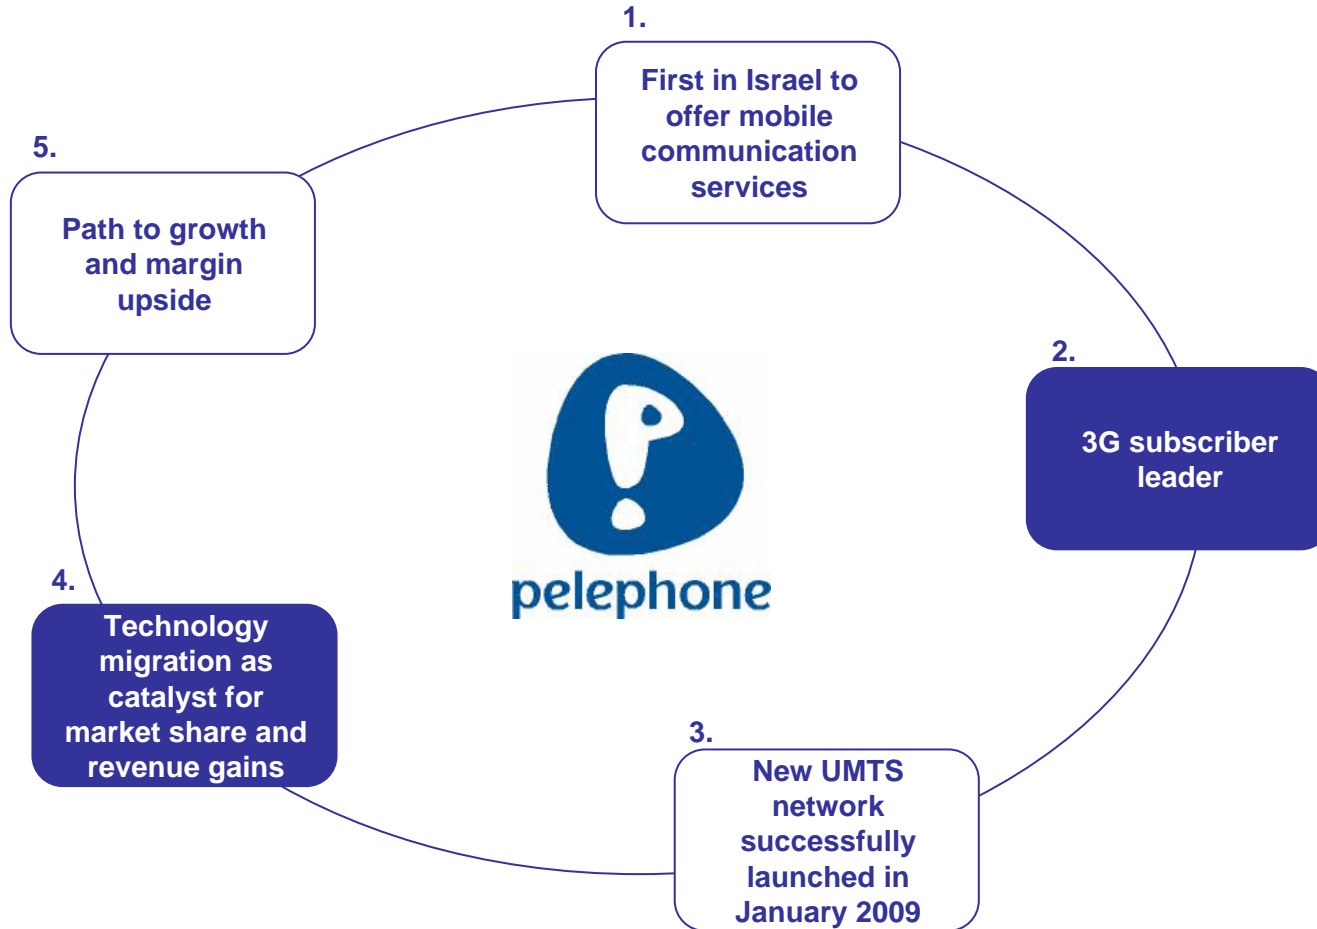 1.
First in Israel to
offer mobile
communication
services
2.
3G subscriber
leader
3.
New UMTS
network
successfully
launched in
January 2009
4.
Technology
migration as
catalyst for
market share and
revenue gains
5.
Path to growth
and margin
upside
pelephone